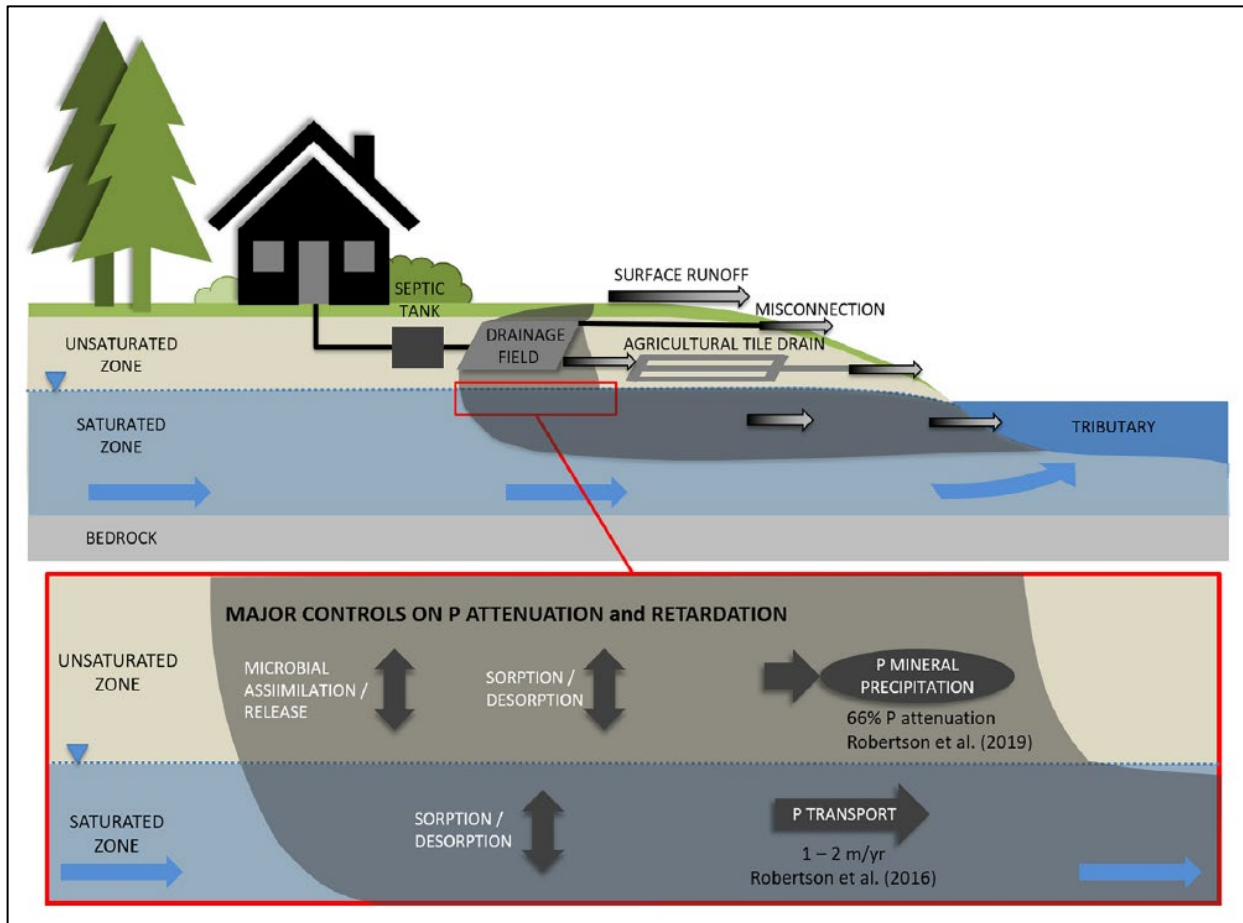 SURFACE RUNOFF
SEPTIC
TANK
MISCONNECTION
UNSATURATED
ZONE
DRAINAGE
FIELD
AGRICULTURAL TILE DRAIN
SATURATED
ZONE
TRIBUTARY
BEDROCK
MAJOR CONTROLS ON P ATTENUATION and RETARDATION
UNSATURATED
ZONE
MICROBIAL
ASSIIMILATION /
RELEASE
SORPTION /
DESORPTION
P MINERAL
PRECIPITATION
66% P attenuation
Robertson et al. (2019)
SATURATED
ZONE
SORPTION /
DESORPTION
P TRANSPORT
1 – 2 m/yr
Robertson et al. (2016)